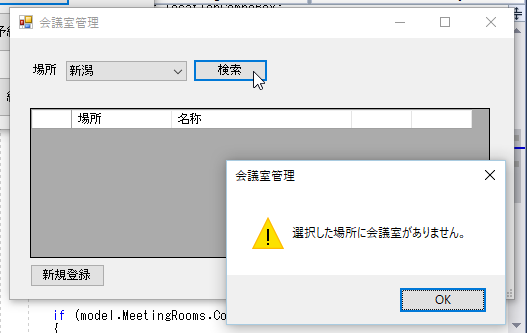 会議室管理
場所
新潟
検索
場所 名称
会議室管理
選択した場所に会議室がありません。
OK
新規登録
if (model.MeetingRooms.Co
{